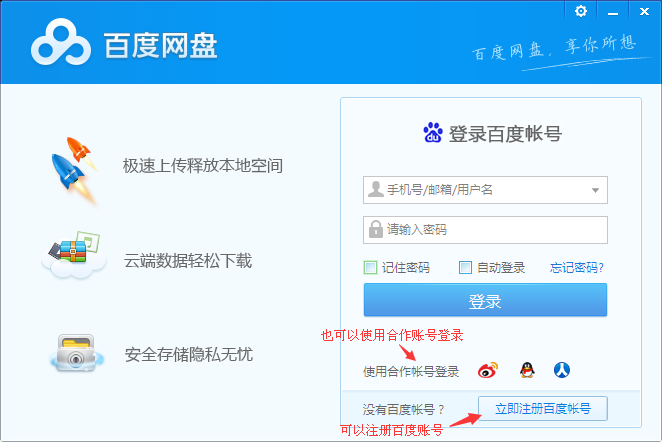 百度网盘
百度网盘，享你所想
极速上传释放本地空间
云端数据轻松下载
安全存储隐私无忧
du 登录百度帐号
手机号/邮箱/用户名
请输入密码
记住密码 自动登录 忘记密码?
登录
也可以使用合作账号登录
使用合作帐号登录
没有百度帐号？ 立即注册百度帐号
可以注册百度账号